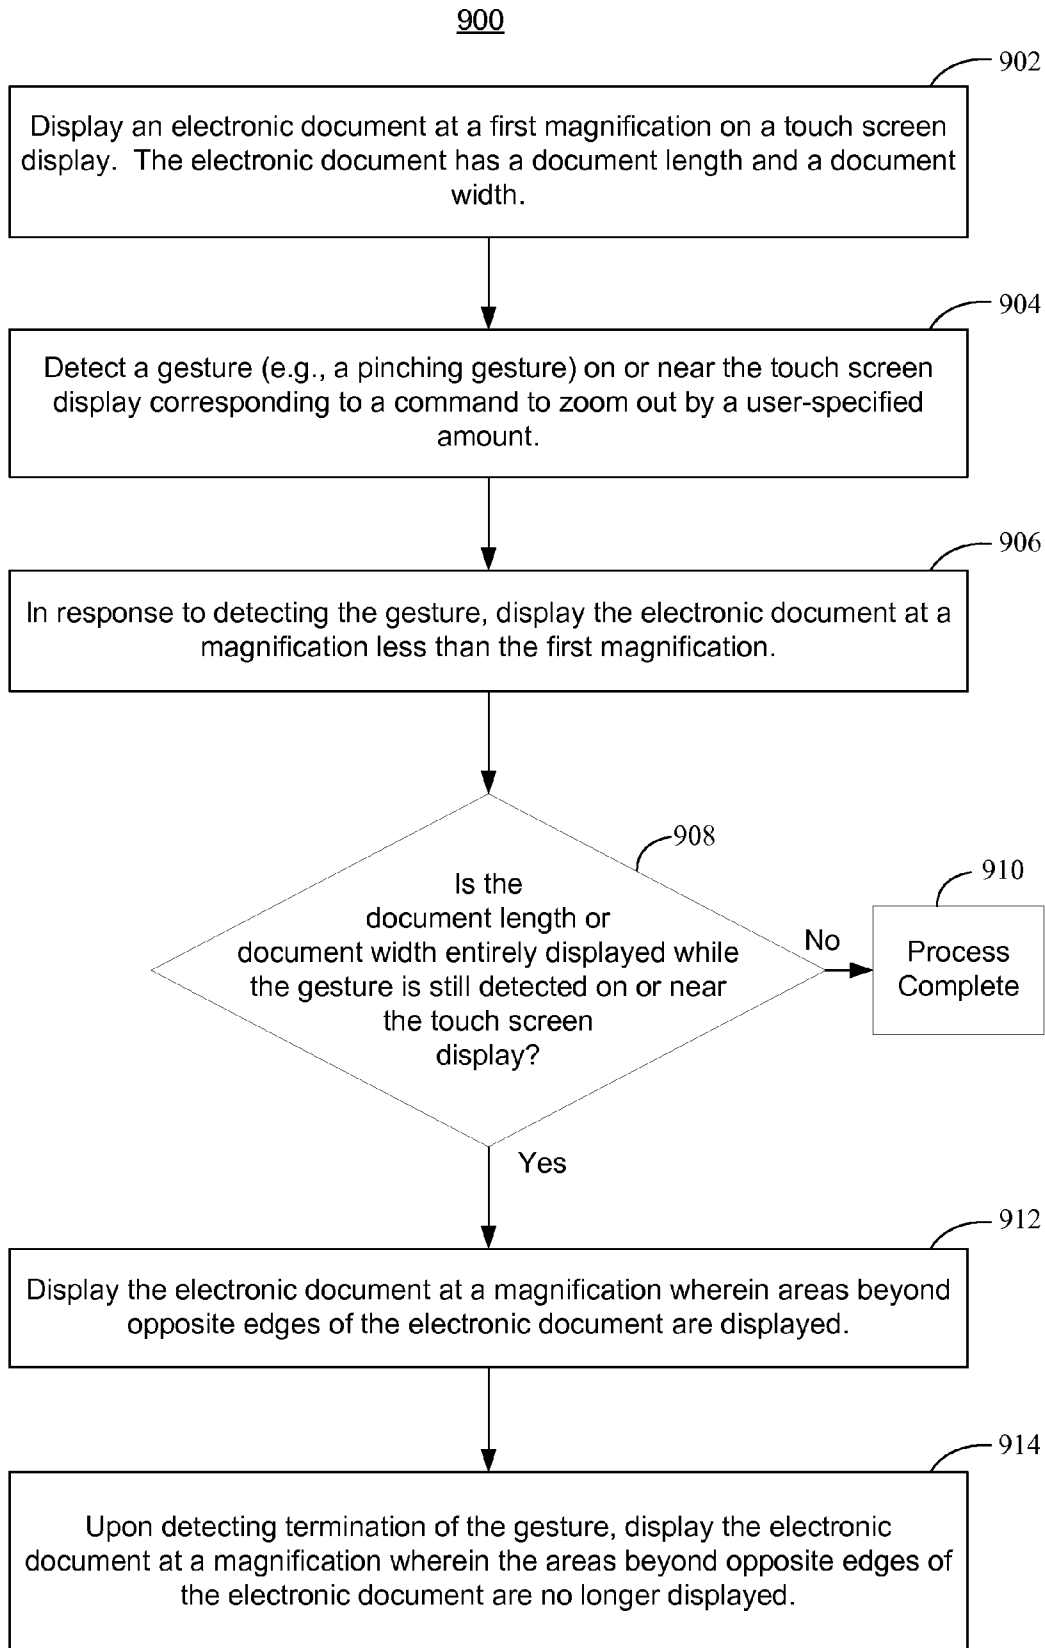 900
902
Display an electronic document at a first magnification on a touch screen
display.  The electronic document has a document length and a document
width.
904
Detect a gesture (e.g., a pinching gesture) on or near the touch screen
display corresponding to a command to zoom out by a user-specified
amount.
906
In response to detecting the gesture, display the electronic document at a
magnification less than the first magnification.
908
Is the
document length or
document width entirely displayed while
the gesture is still detected on or near
the touch screen
display?
No
910
Process
Complete
Yes
912
Display the electronic document at a magnification wherein areas beyond
opposite edges of the electronic document are displayed.
914
Upon detecting termination of the gesture, display the electronic
document at a magnification wherein the areas beyond opposite edges of
the electronic document are no longer displayed.